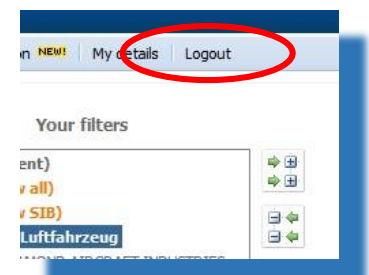 on NEW! My details Logout
Your filters
ent)
w all)
w SIB)
Luftfahrzeug